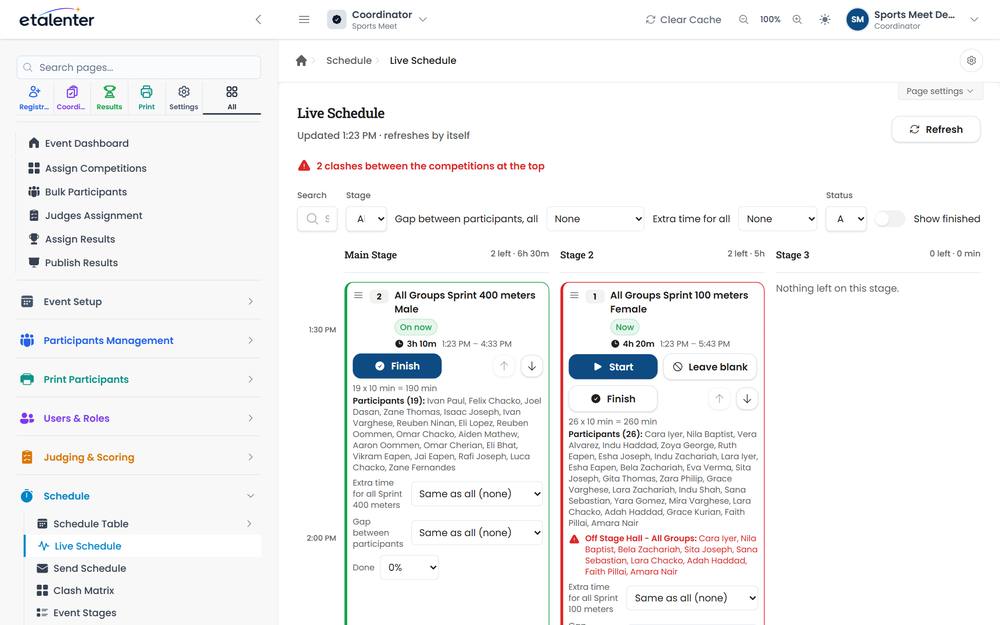 etalenter
Coordinator
Sports Meet
Clear Cache
100%
SM
Sports Meet De...
Coordinator
Search pages...
Registr...
Coordi...
Results
Print
Settings
All
Event Dashboard
Assign Competitions
Bulk Participants
Judges Assignment
Assign Results
Publish Results
Event Setup
Participants Management
Print Participants
Users & Roles
Judging & Scoring
Schedule
Schedule Table
Live Schedule
Send Schedule
Clash Matrix
Event Stages
Schedule
Live Schedule
Page settings
Live Schedule
Updated 1:23 PM · refreshes by itself
Refresh
2 clashes between the competitions at the top
Search
Stage
Status
Gap between participants, all
None
Extra time for all
None
A
Show finished
Main Stage
2 left · 6h 30m
1:30 PM
2:00 PM
2
All Groups Sprint 400 meters
Male
On now
3h 10m 1:23 PM – 4:33 PM
Finish
19 x 10 min = 190 min
Participants (19): Ivan Paul, Felix Chacko, Joel
Dasan, Zane Thomas, Isaac Joseph, Ivan
Varghese, Reuben Ninan, Eli Lopez, Reuben
Oommen, Omar Chacko, Aiden Mathew,
Aaron Oommen, Omar Cherian, Eli Bhat,
Vikram Eapen, Jai Eapen, Rafi Joseph, Luca
Chacko, Zane Fernandes
Extra time
for all Sprint
400 meters
Same as all (none)
Gap
between
participants
Same as all (none)
Done
0%
Stage 2
2 left · 5h
1
All Groups Sprint 100 meters
Female
Now
4h 20m 1:23 PM – 5:43 PM
Start
Leave blank
Finish
26 x 10 min = 260 min
Participants (26): Cara Iyer, Nila Baptist, Vera
Alvarez, Indu Haddad, Zoya George, Ruth
Eapen, Esha Joseph, Indu Zachariah, Lara Iyer,
Esha Eapen, Bela Zachariah, Eva Verma, Sita
Joseph, Gita Thomas, Zara Philip, Grace
Varghese, Lara Zachariah, Indu Shah, Sana
Sebastian, Yara Gomez, Mira Varghese, Lara
Chacko, Adah Haddad, Grace Kurian, Faith
Pillai, Amara Nair
Off Stage Hall - All Groups: Cara Iyer, Nila
Baptist, Bela Zachariah, Sita Joseph, Sana
Sebastian, Lara Chacko, Adah Haddad,
Faith Pillai, Amara Nair
Extra time
for all Sprint
100 meters
Same as all (none)
Stage 3
0 left · 0 min
Nothing left on this stage.